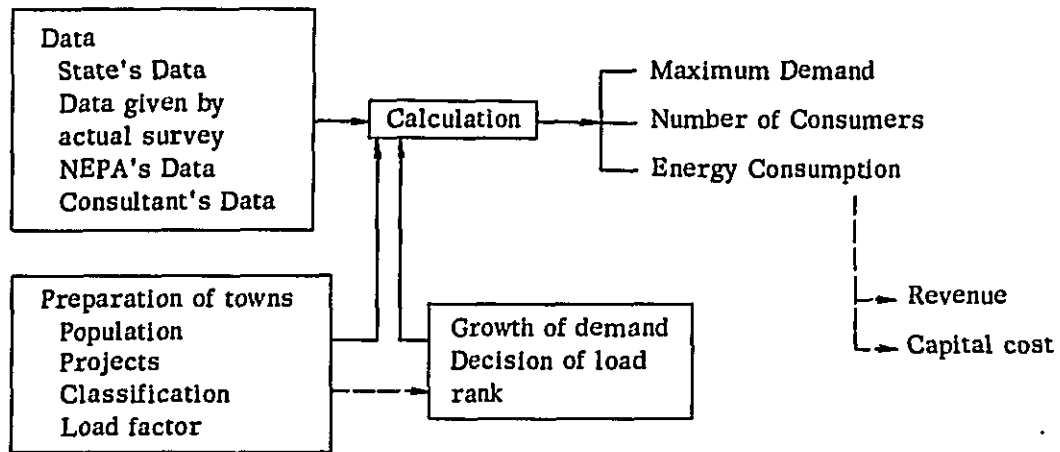 Data
State's Data
Data given by
actual survey
NEPA's Data
Consultant's Data
Calculation
Maximum Demand
Number of Consumers
Energy Consumption
Revenue
Capital cost
Preparation of towns
Population
Projects
Classification
Load factor
Growth of demand
Decision of load
rank